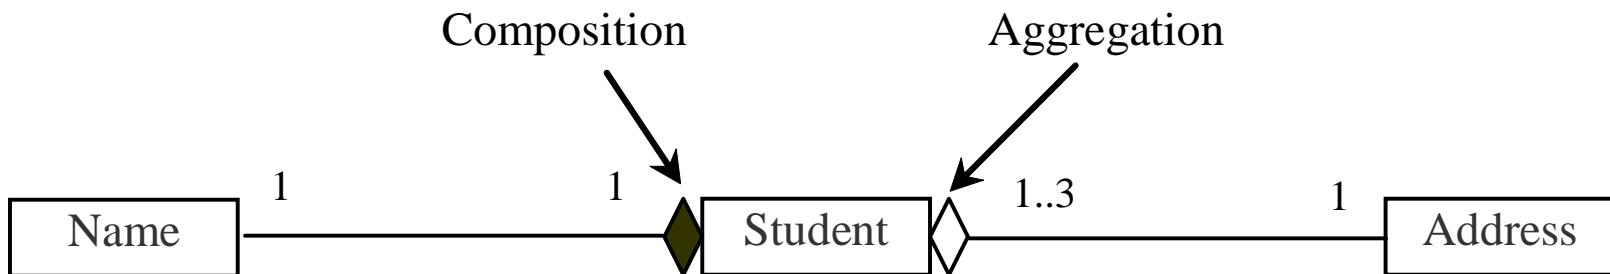 Composition Aggregation
1 1 1..3 1
Name Student Address